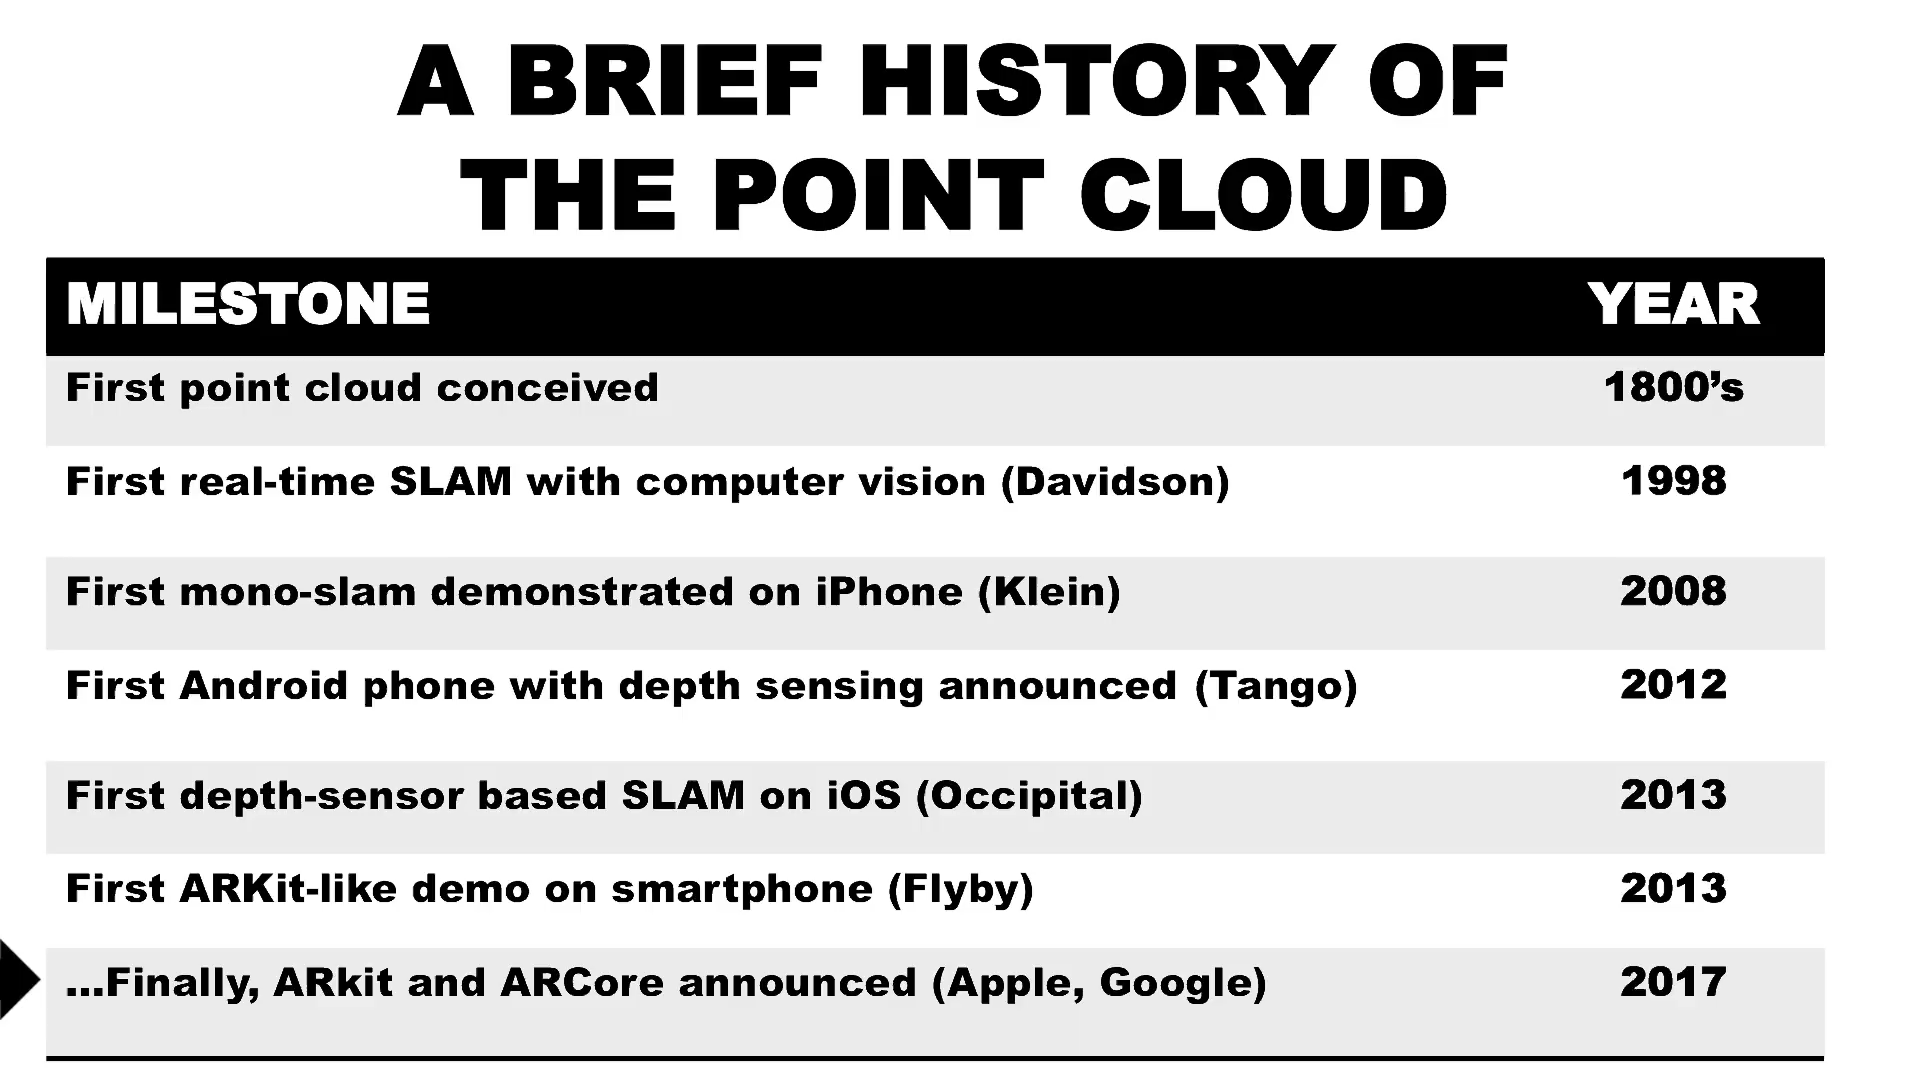 A BRIEF HISTORY OF
THE POINT CLOUD
MILESTONE YEAR
First point cloud conceived 1800’s
First real-time SLAM with computer vision (Davidson) 1998
First mono-slam demonstrated on iPhone (Klein) 2008
First Android phone with depth sensing announced (Tango) 2012
First depth-sensor based SLAM on iOS (Occipital) 2013
First ARKit-like demo on smartphone (Flyby) 2013
...Finally, ARkit and ARCore announced (Apple, Google) 2017